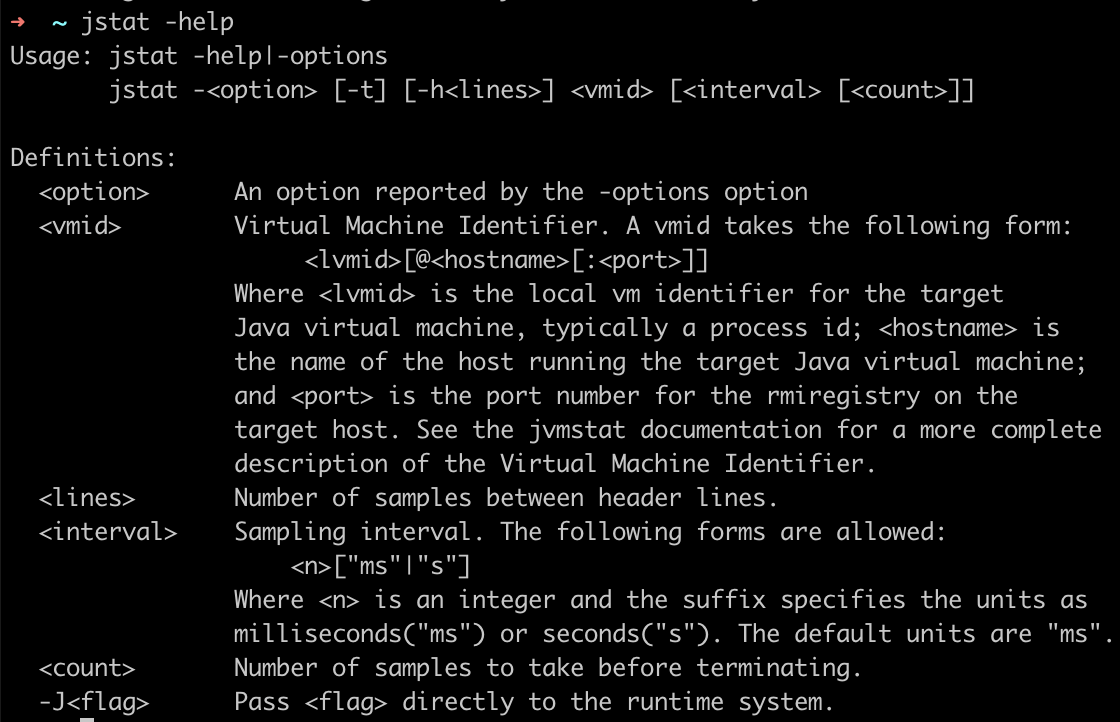 ➜  ~ jstat -help
Usage: jstat -help|-options
       jstat -<option> [-t] [-h<lines>] <vmid> [<interval> [<count>]]

Definitions:
  <option>      An option reported by the -options option
  <vmid>        Virtual Machine Identifier. A vmid takes the following form:
                     <lvmid>[@<hostname>[:<port>]]
                Where <lvmid> is the local vm identifier for the target
                Java virtual machine, typically a process id; <hostname> is
                the name of the host running the target Java virtual machine;
                and <port> is the port number for the rmiregistry on the
                target host. See the jvmstat documentation for a more complete
                description of the Virtual Machine Identifier.
  <lines>       Number of samples between header lines.
  <interval>    Sampling interval. The following forms are allowed:
                    <n>["ms"|"s"]
                Where <n> is an integer and the suffix specifies the units as
                milliseconds("ms") or seconds("s"). The default units are "ms".
  <count>       Number of samples to take before terminating.
  -J<flag>      Pass <flag> directly to the runtime system.